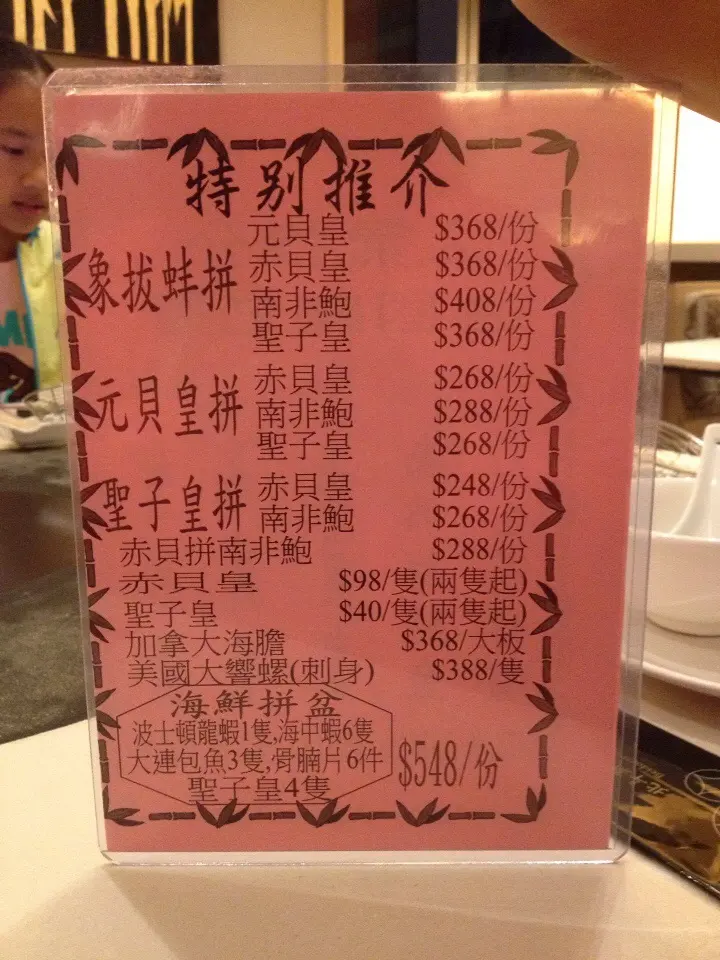 特别推介
元貝皇 $368/份
象拔蚌拼 赤貝皇 $368/份
南非鮑 $408/份
聖子皇 $368/份
元貝皇拼 赤貝皇 $268/份
南非鮑 $288/份
聖子皇 $268/份
聖子皇拼 赤貝皇 $248/份
南非鮑 $268/份
赤貝拼南非鮑 $288/份
赤貝皇 $98/隻(兩隻起)
聖子皇 $40/隻(兩隻起)
加拿大海膽 $368/大板
美國大響螺(刺身) $388/隻
海鮮拼盆
波士頓龍蝦1隻,海中蝦6隻
大連包魚3隻,骨腩片6件
聖子皇4隻
$548/份